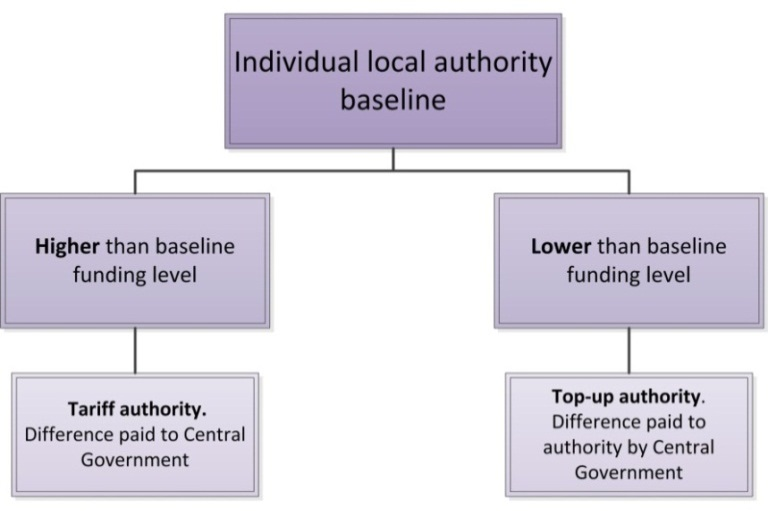 Individual local authority
baseline
Higher than baseline
funding level
Lower than baseline
funding level
Tariff authority.
Difference paid to Central
Government
Top-up authority.
Difference paid to
authority by Central
Government